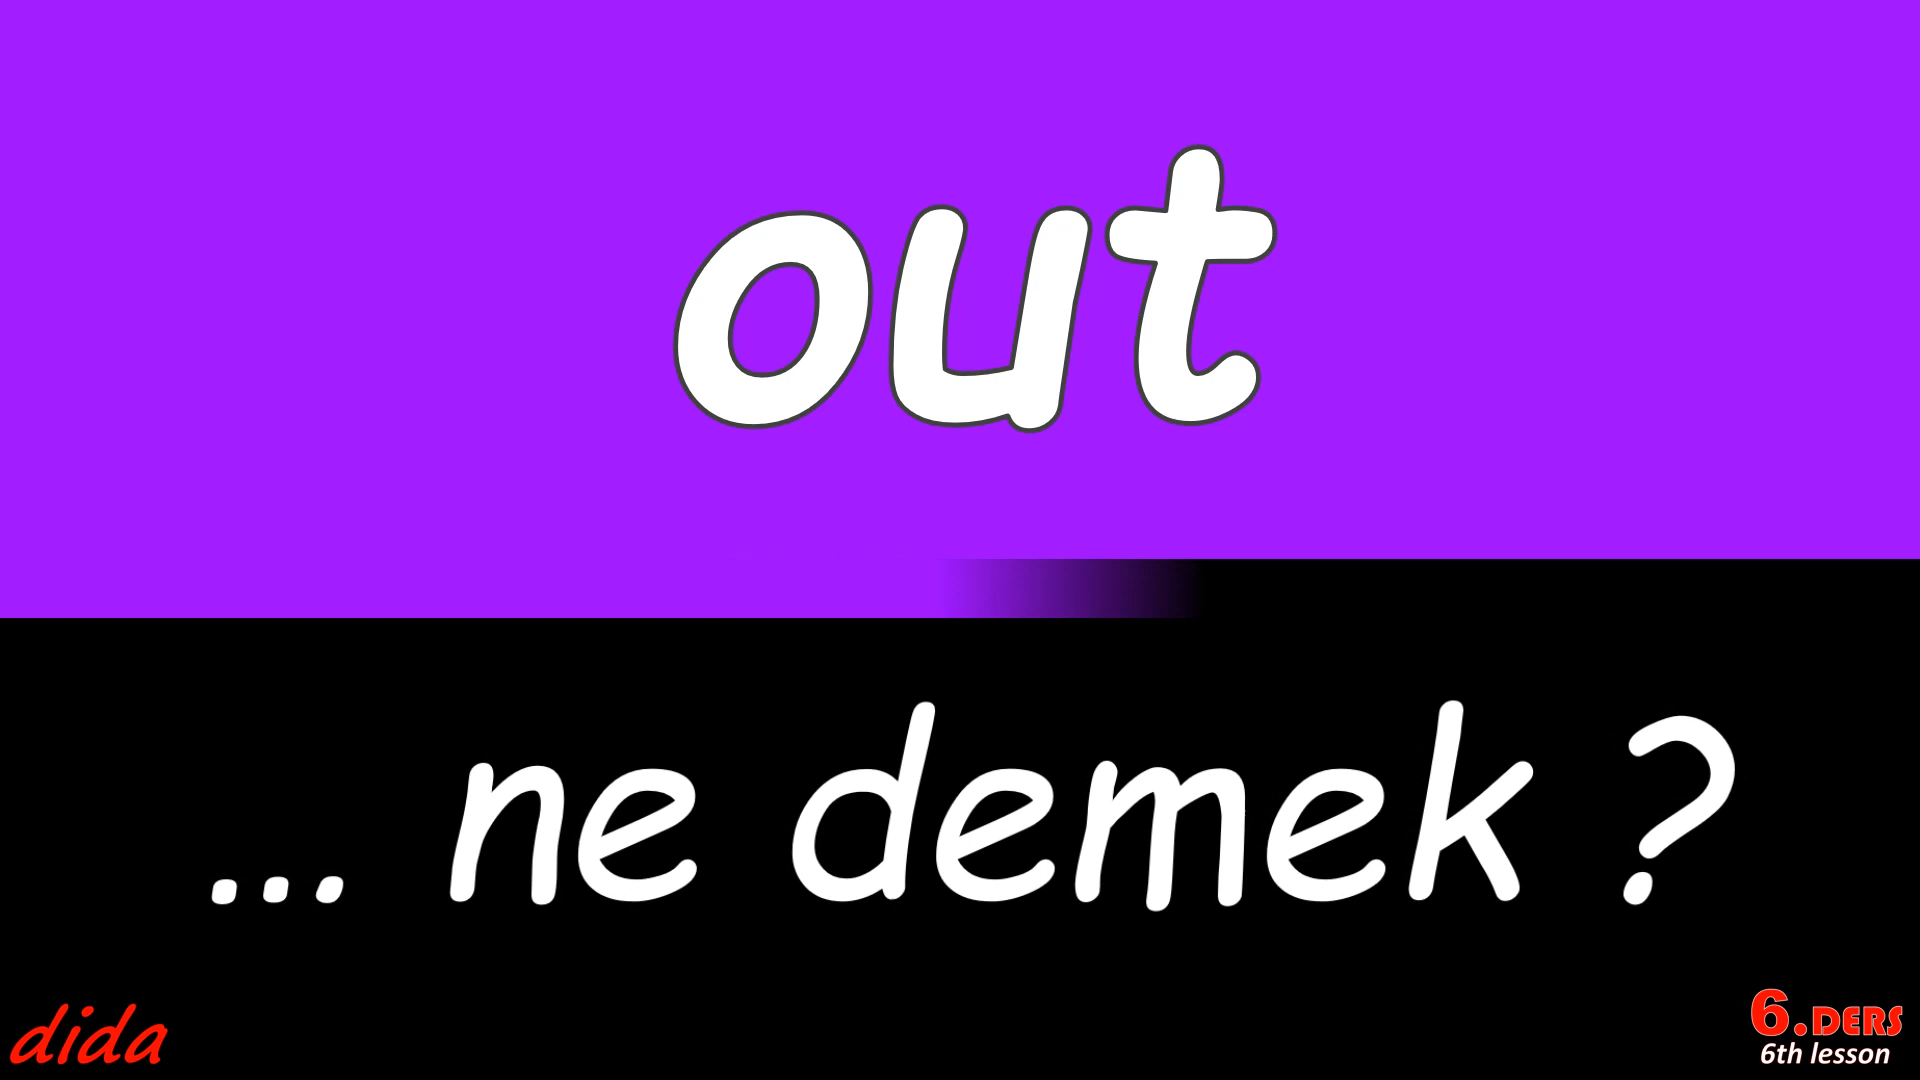 out
... ne demek ?
dida
6.DERS
6th lesson